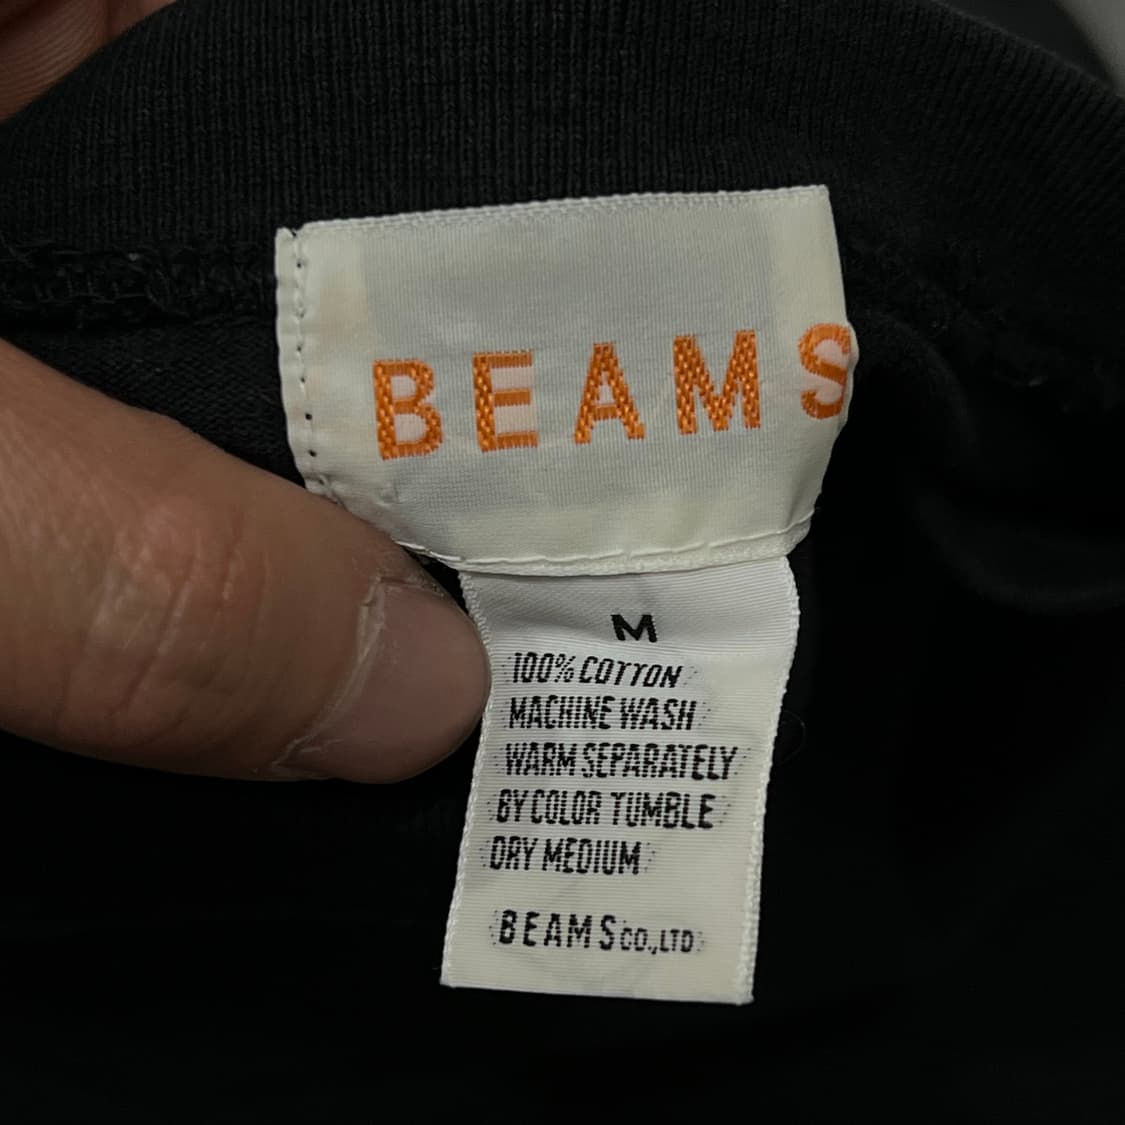 BEAMS
M
100% COTTON
MACHINE WASH
WARM SEPARATELY
BY COLOR TUMBLE
DRY MEDIUM
BEAMS CO.,LTD